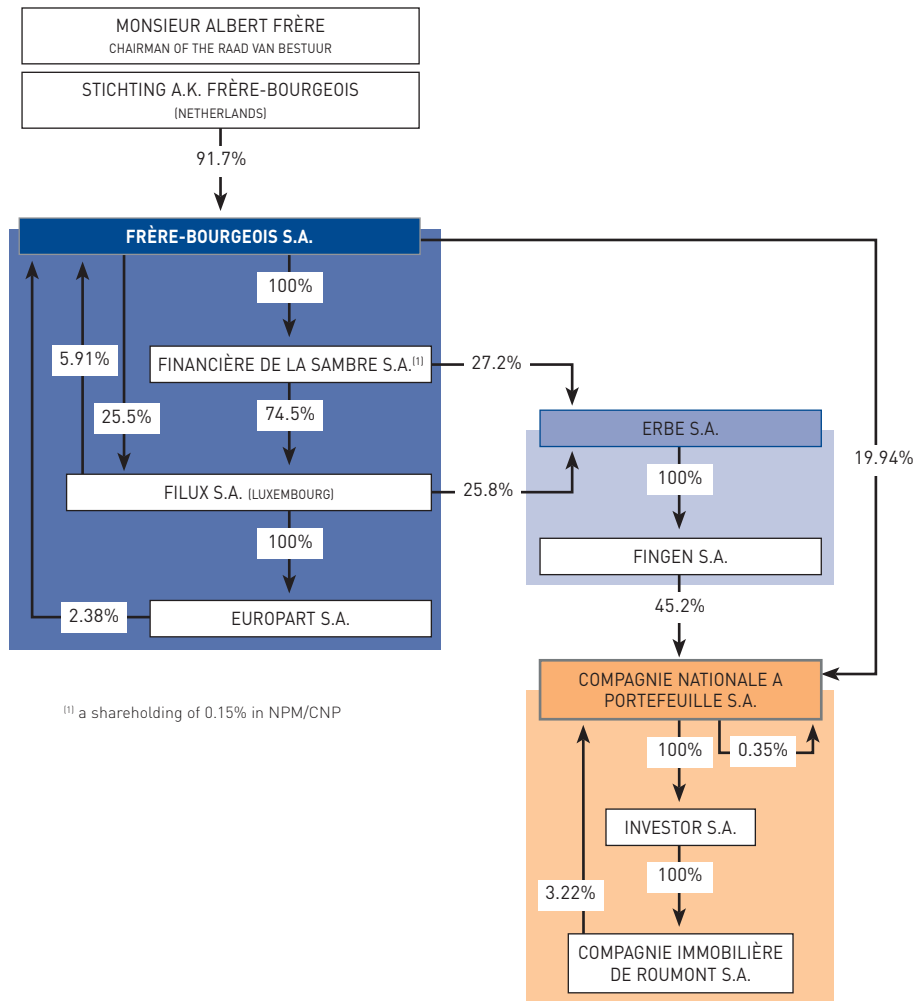 MONSIEUR ALBERT FRÈRE
CHAIRMAN OF THE RAAD VAN BESTUUR
STICHTING A.K. FRÈRE-BOURGEOIS
(NETHERLANDS)
91.7%
FRÈRE-BOURGEOIS S.A.
100%
5.91%
FINANCIÈRE DE LA SAMBRE S.A.(1)
27.2%
25.5%
74.5%
ERBE S.A.
19.94%
FILUX S.A. (LUXEMBOURG)
25.8%
100%
100%
FINGEN S.A.
2.38%
EUROPART S.A.
45.2%
(1) a shareholding of 0.15% in NPM/CNP
COMPAGNIE NATIONALE A
PORTEFEUILLE S.A.
100%
0.35%
INVESTOR S.A.
100%
3.22%
COMPAGNIE IMMOBILIÈRE
DE ROUMONT S.A.